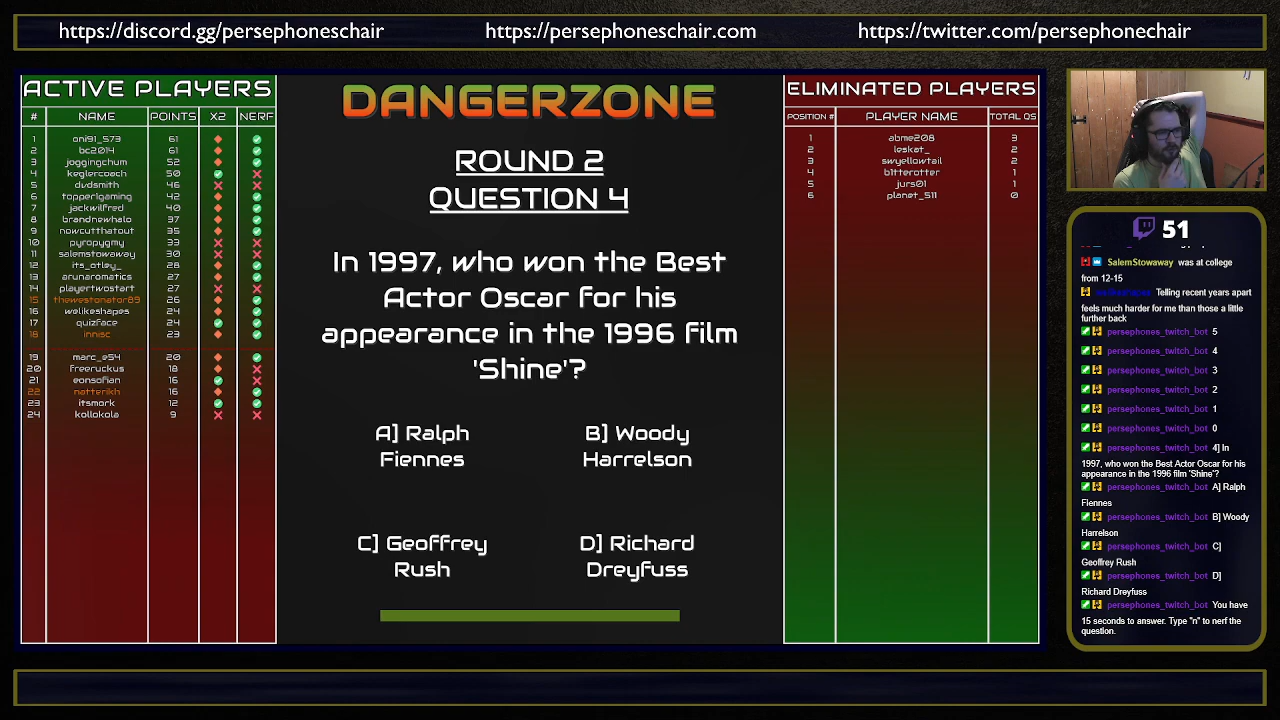 https://discord.gg/persephoneschair
https://persephoneschair.com
https://twitter.com/persephonechair
ACTIVE PLAYERS
# NAME POINTS X2 NERF
1 oni91_573 61
2 bc2014 61
3 joggingchum 52
4 keglercoach 50
5 dvdsmith 46
6 topper1gaming 42
7 jackwilfred 40
8 brandnewhalo 37
9 nowcutthatout 35
10 pyropygmy 33
11 salemstowaway 30
12 its_otley_ 28
13 arunaromatics 27
14 playertwostart 27
15 thewestonator89 26
16 welikeshapes 24
17 quizface 24
18 innisc 23
19 marc_e54 20
20 freeruckus 18
21 eonsofian 16
22 natterikh 16
23 itsmork 12
24 kollokola 9
DANGERZONE
ROUND 2
QUESTION 4
In 1997, who won the Best
Actor Oscar for his
appearance in the 1996 film
'Shine'?
A] Ralph
Fiennes
B] Woody
Harrelson
C] Geoffrey
Rush
D] Richard
Dreyfuss
ELIMINATED PLAYERS
POSITION # PLAYER NAME TOTAL QS
1 abme208 3
2 leskat_ 2
3 swyellowtail 2
4 b1tterotter 1
5 jurs01 1
6 planet_511 0
51
SalemStowaway was at college
from 12-15
welikeshapes Telling recent years apart
feels much harder for me than those a little
further back
persephones_twitch_bot 5
persephones_twitch_bot 4
persephones_twitch_bot 3
persephones_twitch_bot 2
persephones_twitch_bot 1
persephones_twitch_bot 0
persephones_twitch_bot 4] In
1997, who won the Best Actor Oscar for his
appearance in the 1996 film 'Shine'?
persephones_twitch_bot A] Ralph
Fiennes
persephones_twitch_bot B] Woody
Harrelson
persephones_twitch_bot C]
Geoffrey Rush
persephones_twitch_bot D]
Richard Dreyfuss
persephones_twitch_bot You have
15 seconds to answer. Type "n" to nerf the
question.